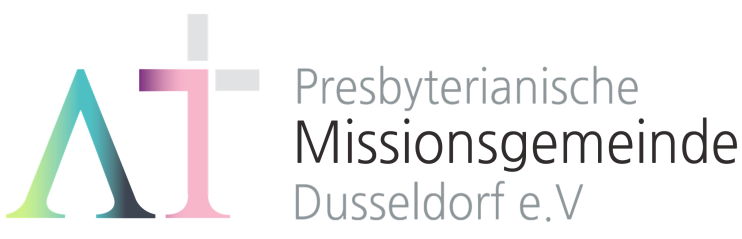 Presbyterianische
Missionsgemeinde
Dusseldorf e.V